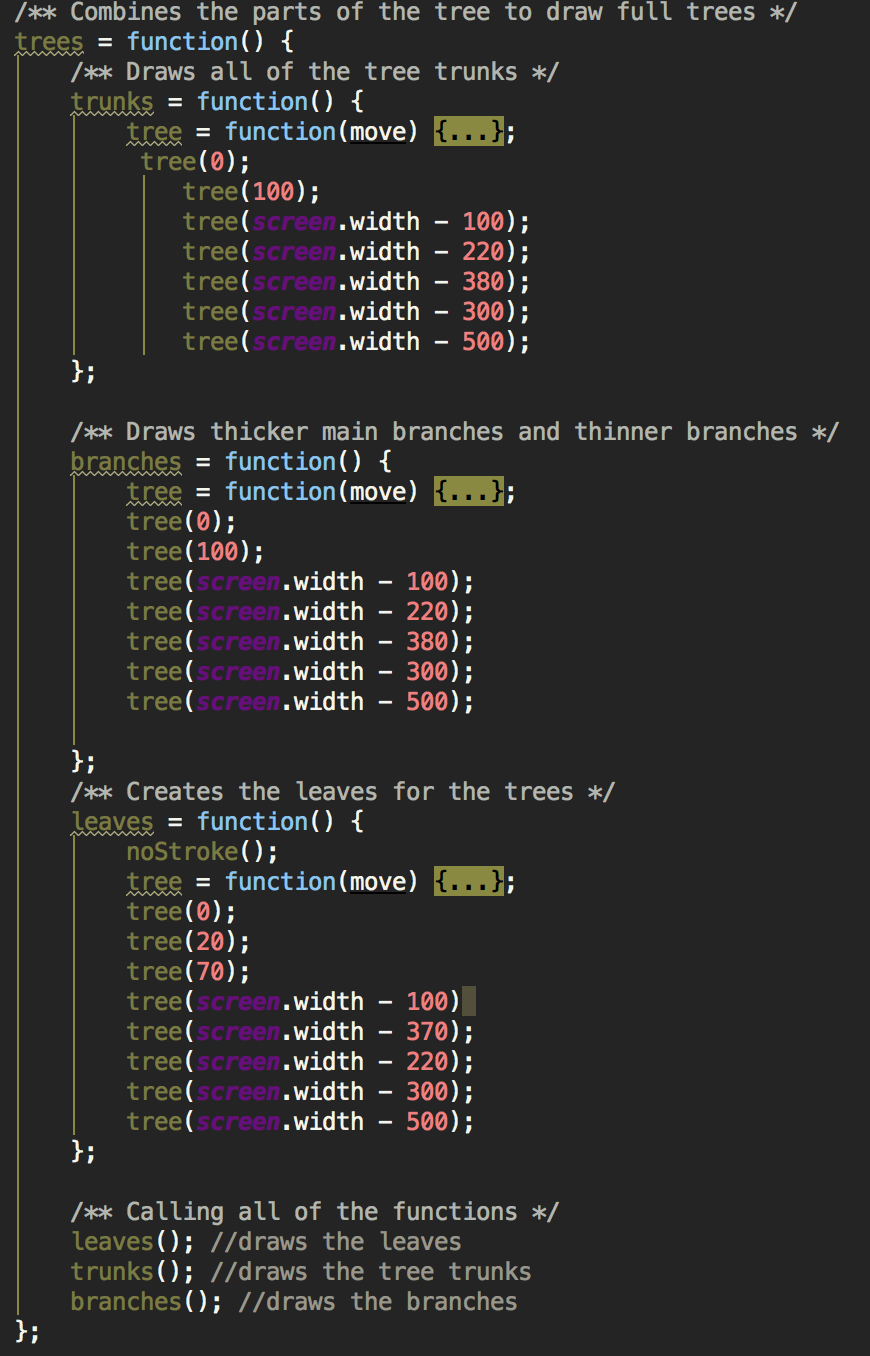 /** Combines the parts of the tree to draw full trees */
trees = function() {
    /** Draws all of the tree trunks */
    trunks = function() {
        tree = function(move) {...};
         tree(0);
            tree(100);
            tree(screen.width - 100);
            tree(screen.width - 220);
            tree(screen.width - 380);
            tree(screen.width - 300);
            tree(screen.width - 500);
    };

    /** Draws thicker main branches and thinner branches */
    branches = function() {
        tree = function(move) {...};
        tree(0);
        tree(100);
        tree(screen.width - 100);
        tree(screen.width - 220);
        tree(screen.width - 380);
        tree(screen.width - 300);
        tree(screen.width - 500);

    };
    /** Creates the leaves for the trees */
    leaves = function() {
        noStroke();
        tree = function(move) {...};
        tree(0);
        tree(20);
        tree(70);
        tree(screen.width - 100)
        tree(screen.width - 370);
        tree(screen.width - 220);
        tree(screen.width - 300);
        tree(screen.width - 500);
    };

    /** Calling all of the functions */
    leaves(); //draws the leaves
    trunks(); //draws the tree trunks
    branches(); //draws the branches
};